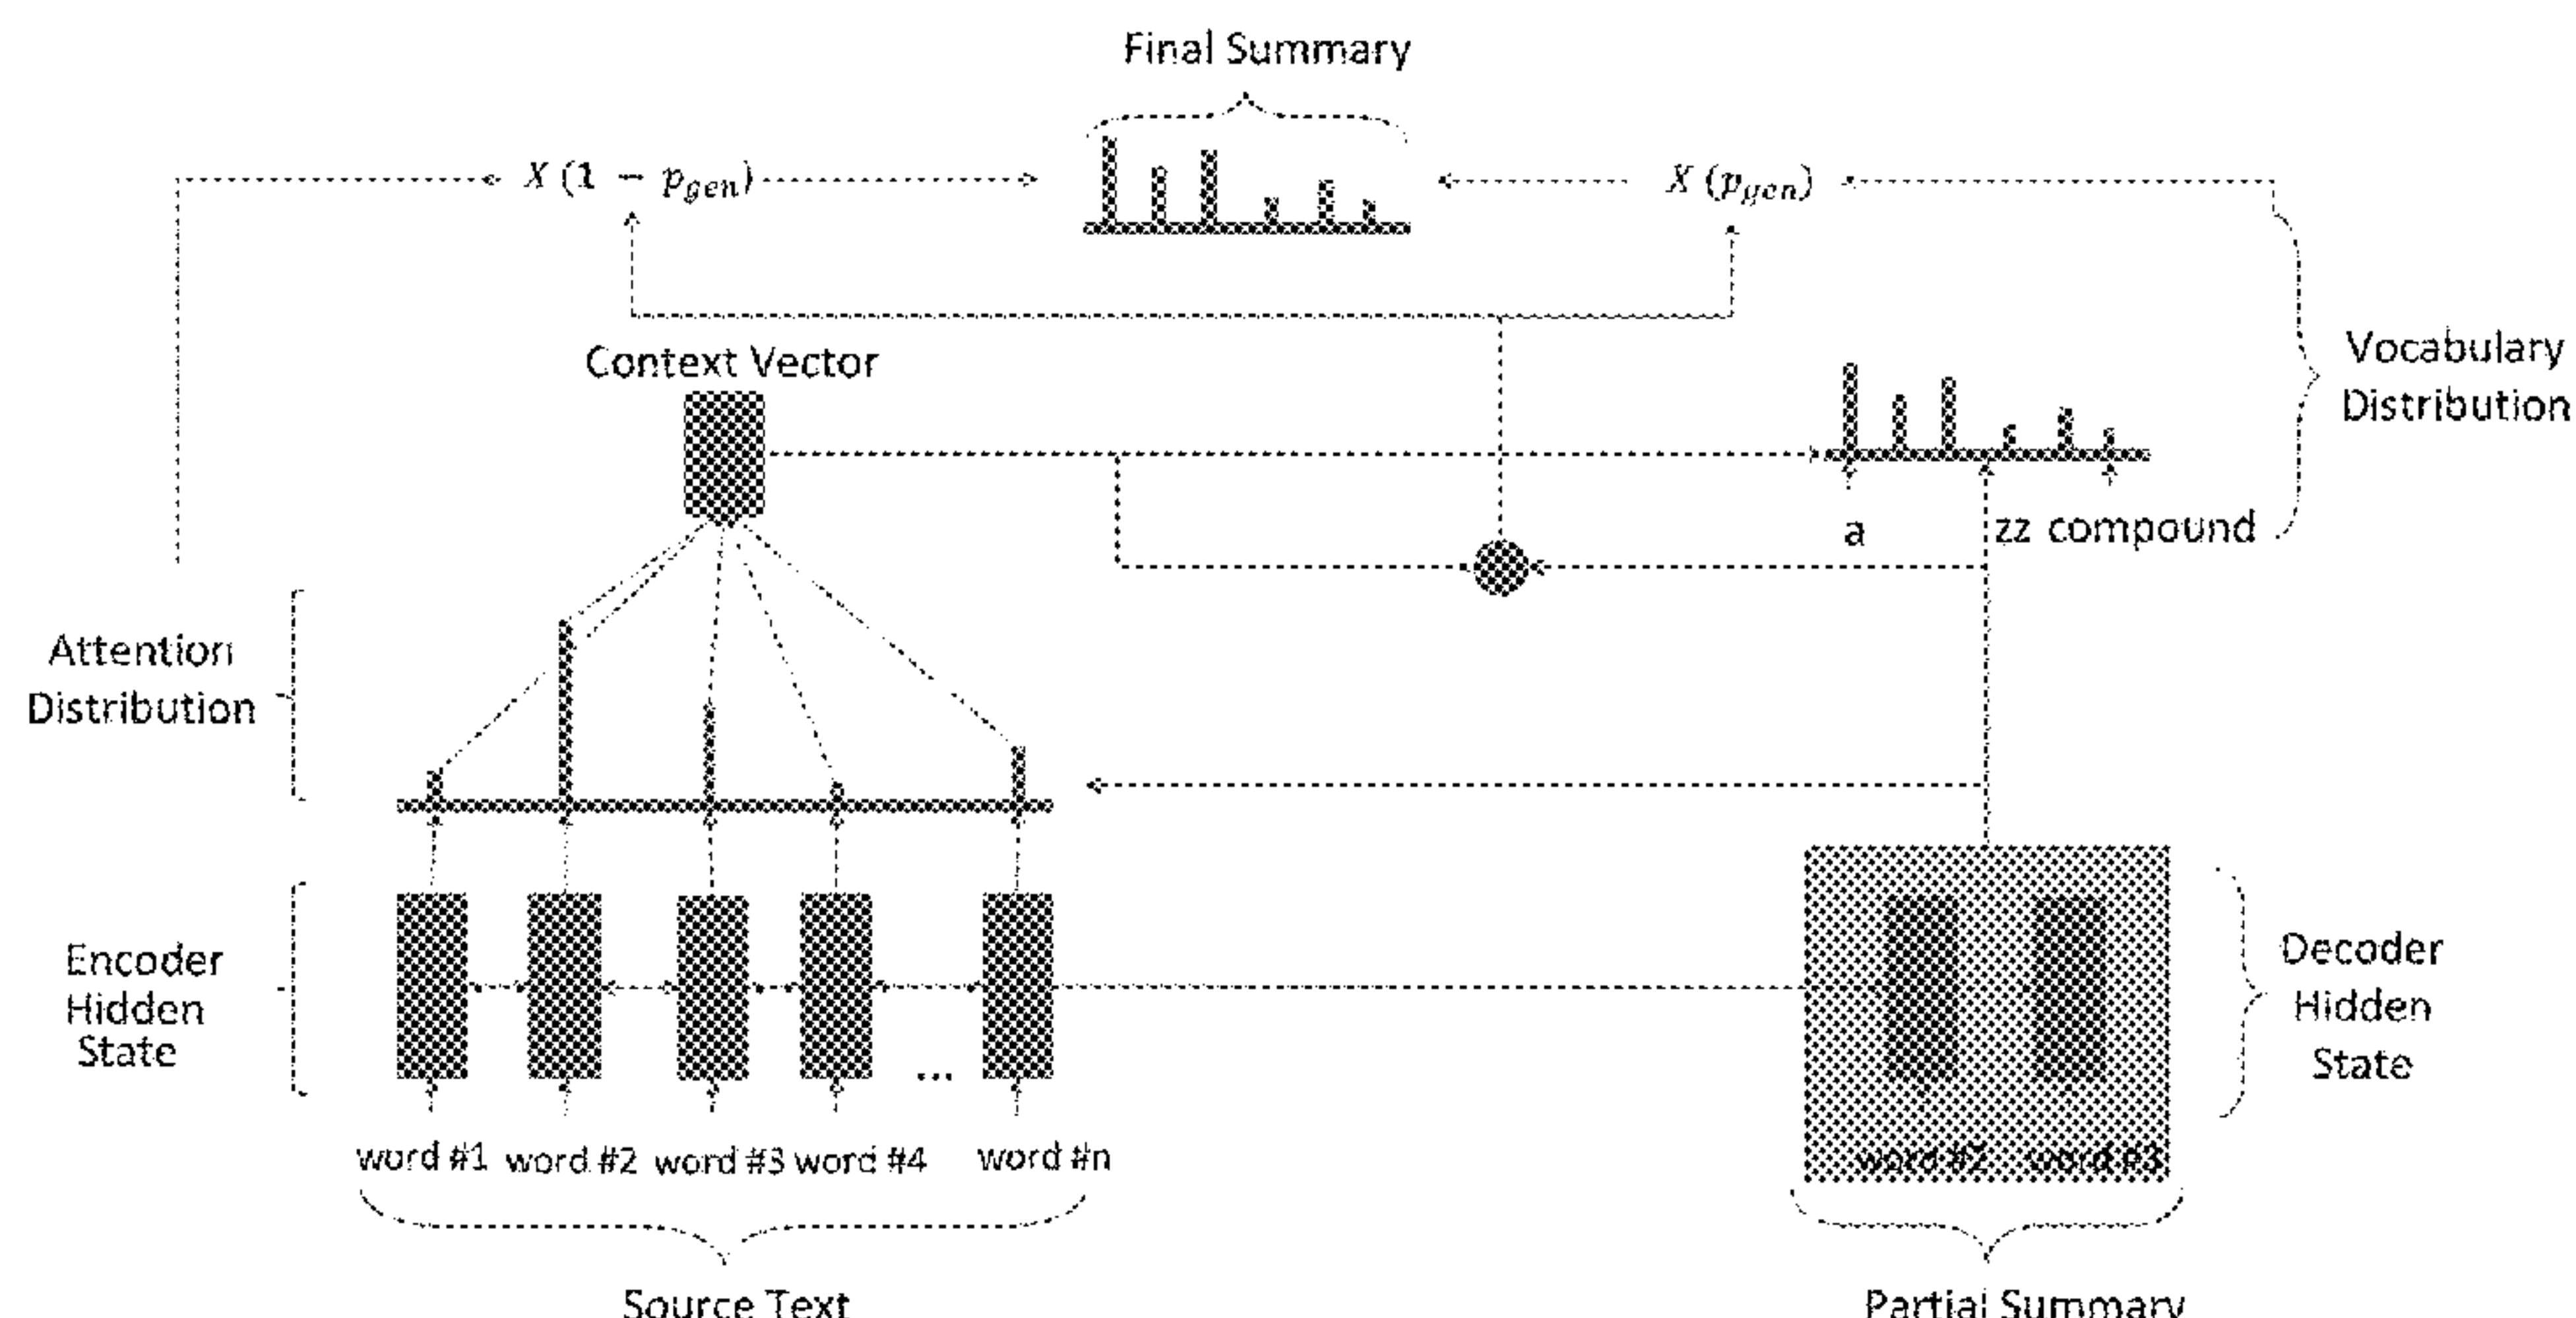 Final Summary
X (1 − p_gen)
X (p_gen)
Context Vector
Vocabulary
Distribution
a
zz compound
Attention
Distribution
Encoder
Hidden
State
Decoder
Hidden
State
...
word #1 word #2 word #3 word #4 word #n
word #2 word #3
Source Text
Partial Summary